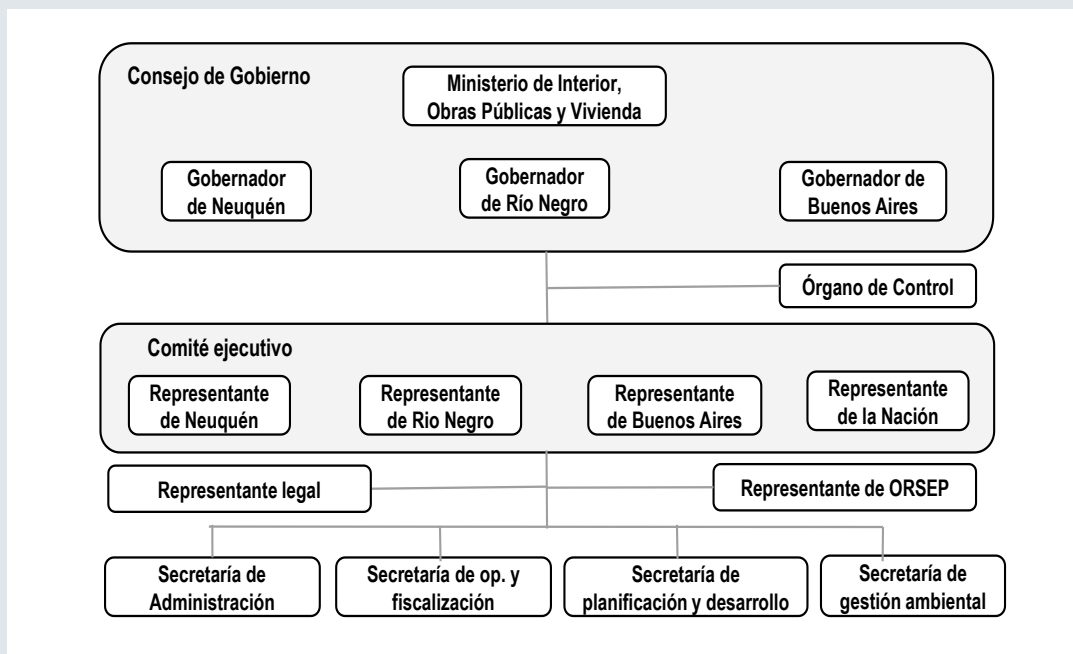 Consejo de Gobierno
Ministerio de Interior,
Obras Públicas y Vivienda
Gobernador
de Neuquén
Gobernador
de Río Negro
Gobernador de
Buenos Aires
Órgano de Control
Comité ejecutivo
Representante
de Neuquén
Representante
de Rio Negro
Representante
de Buenos Aires
Representante
de la Nación
Representante legal
Representante de ORSEP
Secretaría de
Administración
Secretaría de op. y
fiscalización
Secretaría de
planificación y desarrollo
Secretaría de
gestión ambiental